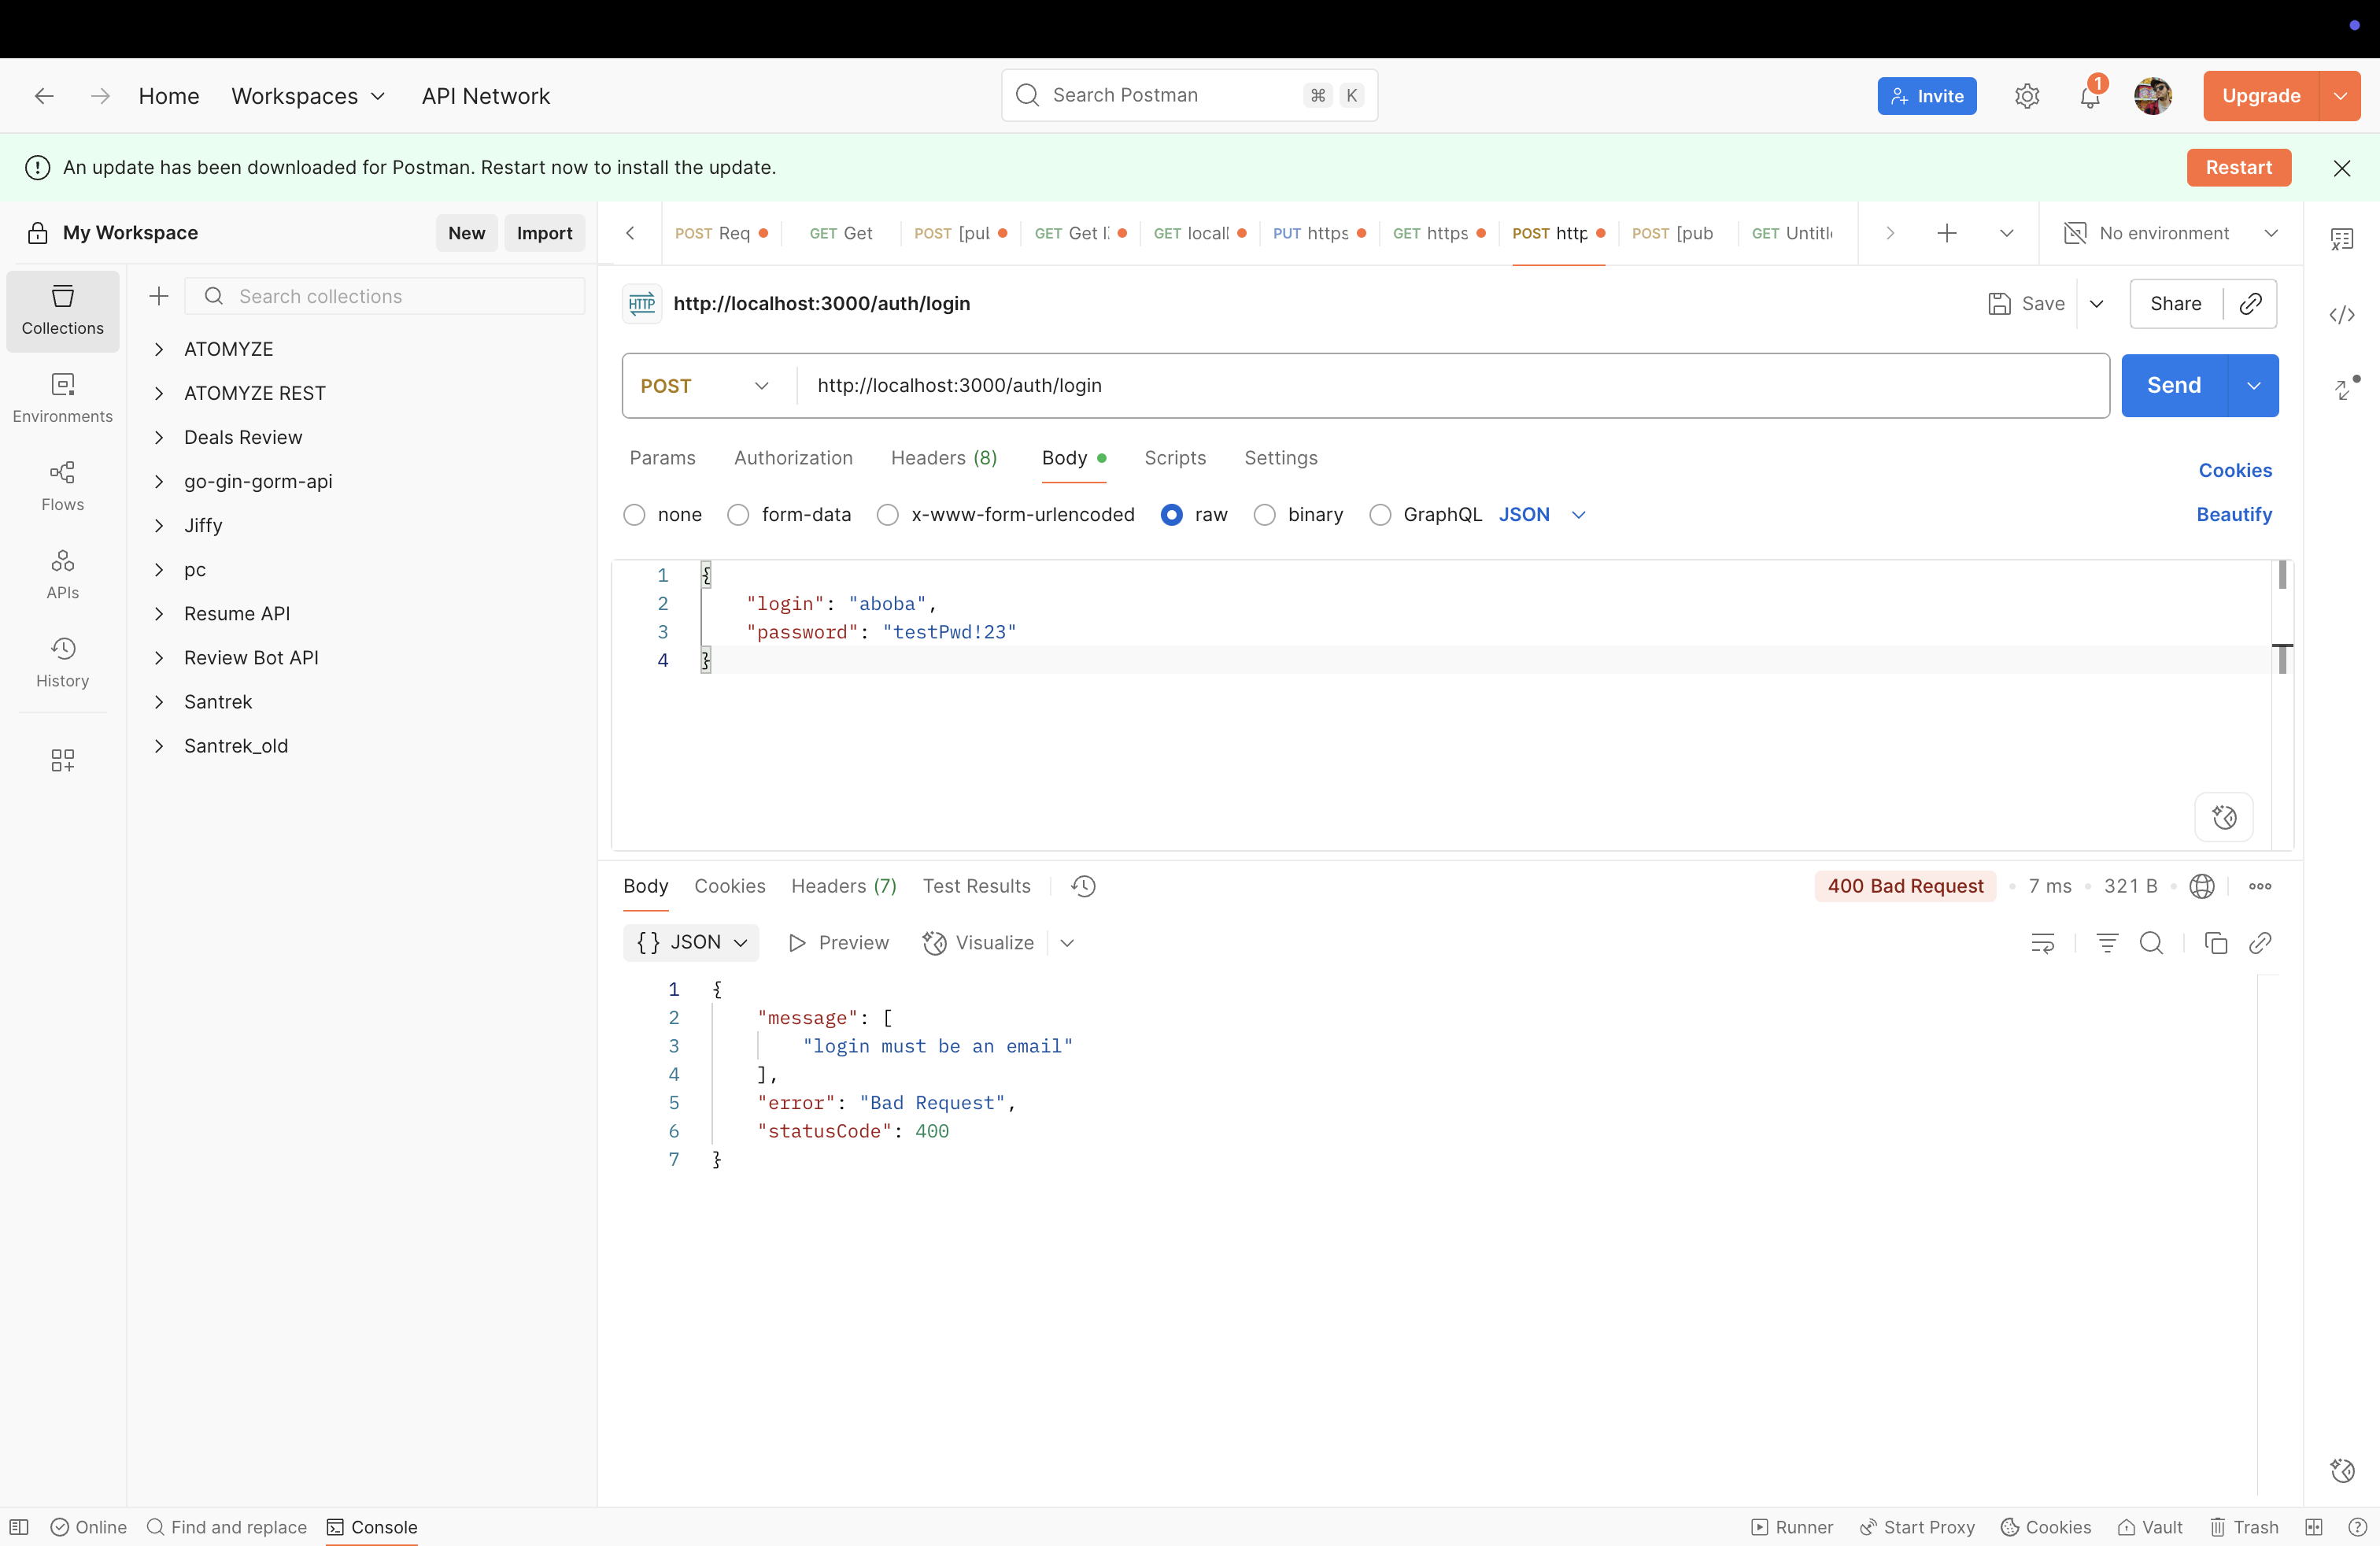 Home Workspaces API Network Search Postman ⌘ K Invite 1 Upgrade
An update has been downloaded for Postman. Restart now to install the update. Restart
My Workspace New Import
POST Req GET Get POST [pul GET Get l GET locall PUT https GET https POST http POST [pub GET Untitl No environment
Collections
Environments
Flows
APIs
History
Search collections
ATOMYZE
ATOMYZE REST
Deals Review
go-gin-gorm-api
Jiffy
pc
Resume API
Review Bot API
Santrek
Santrek_old
HTTP http://localhost:3000/auth/login Save Share
POST http://localhost:3000/auth/login Send
Params Authorization Headers (8) Body Scripts Settings Cookies
none form-data x-www-form-urlencoded raw binary GraphQL JSON Beautify
1 {
2 "login": "aboba",
3 "password": "testPwd!23"
4 }
Body Cookies Headers (7) Test Results 400 Bad Request • 7 ms • 321 B
{} JSON Preview Visualize
1 {
2 "message": [
3 "login must be an email"
4 ],
5 "error": "Bad Request",
6 "statusCode": 400
7 }
Online Find and replace Console Runner Start Proxy Cookies Vault Trash